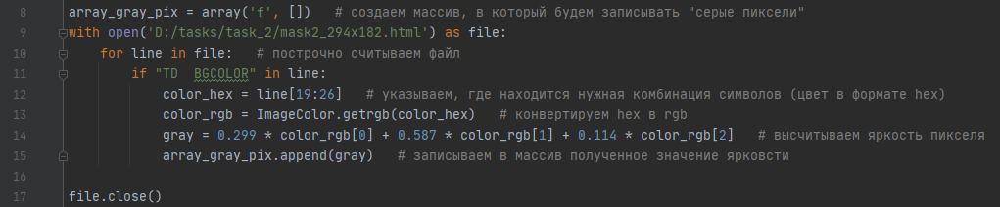 8 array_gray_pix = array('f', []) # создаем массив, в который будем записывать "серые пиксели"
9 with open('D:/tasks/task_2/mask2_294x182.html') as file:
10 for line in file: # построчно считываем файл
11 if "TD  BGCOLOR" in line:
12 color_hex = line[19:26] # указываем, где находится нужная комбинация символов (цвет в формате hex)
13 color_rgb = ImageColor.getrgb(color_hex) # конвертируем hex в rgb
14 gray = 0.299 * color_rgb[0] + 0.587 * color_rgb[1] + 0.114 * color_rgb[2] # высчитываем яркость пикселя
15 array_gray_pix.append(gray) # записываем в массив полученное значение ярковсти
16
17 file.close()